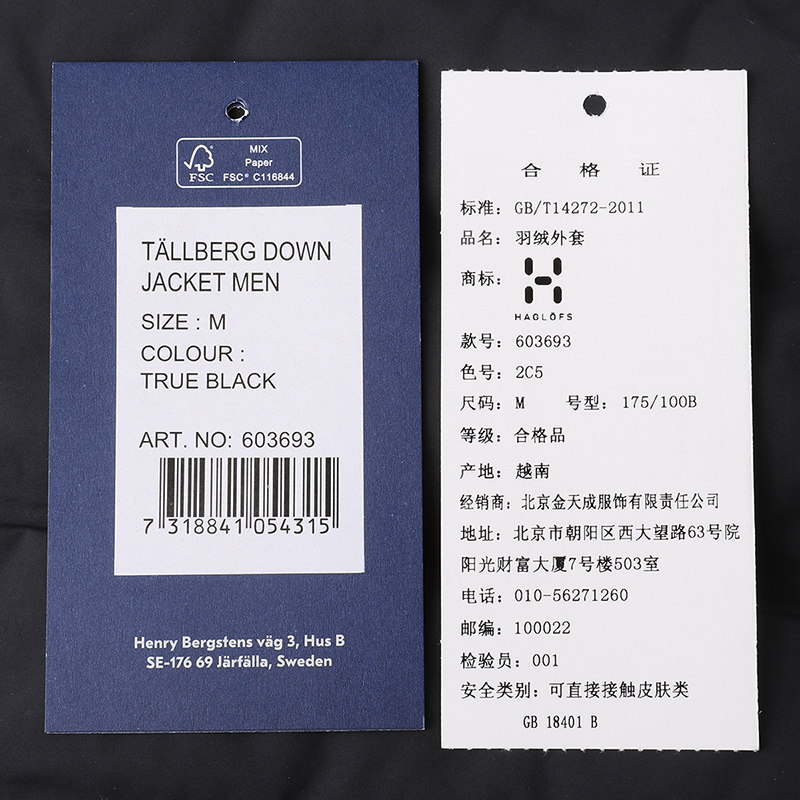 FSC
MIX
Paper
FSC® C116844
TÄLLBERG DOWN
JACKET MEN
SIZE : M
COLOUR :
TRUE BLACK
ART. NO: 603693
7 318841 054315
Henry Bergstens väg 3, Hus B
SE-176 69 Järfälla, Sweden
合 格 证
标准: GB/T14272-2011
品名: 羽绒外套
商标:
HAGLÖFS
款号: 603693
色号: 2C5
尺码: M 号型: 175/100B
等级: 合格品
产地: 越南
经销商: 北京金天成服饰有限责任公司
地址: 北京市朝阳区西大望路63号院
阳光财富大厦7号楼503室
电话: 010-56271260
邮编: 100022
检验员: 001
安全类别: 可直接接触皮肤类
GB 18401 B